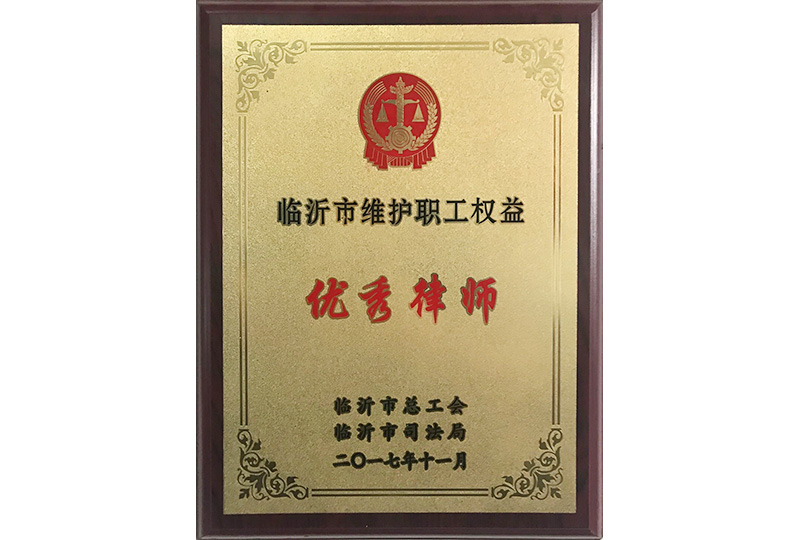 临沂市维护职工权益
优秀律师
临沂市总工会
临沂市司法局
二〇一七年十一月